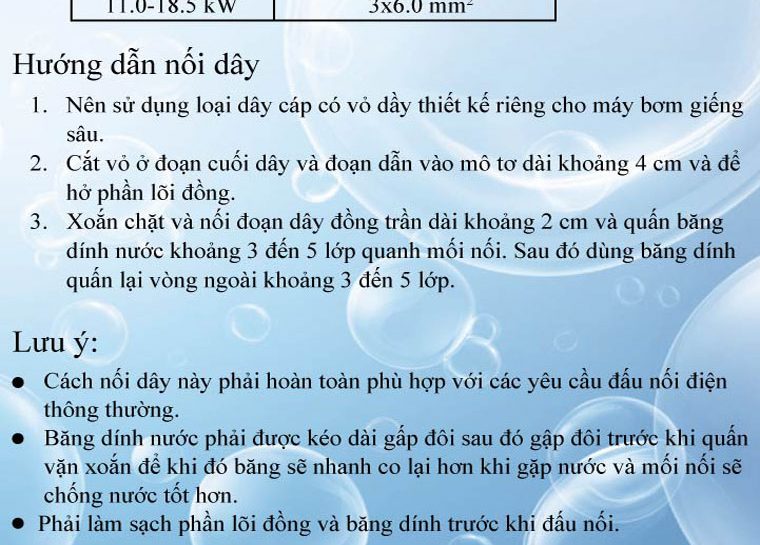 11.0-18.5 kW 3x6.0 mm²
Hướng dẫn nối dây
1. Nên sử dụng loại dây cáp có vỏ dầy thiết kế riêng cho máy bơm giếng
sâu.
2. Cắt vỏ ở đoạn cuối dây và đoạn dẫn vào mô tơ dài khoảng 4 cm và để
hở phần lõi đồng.
3. Xoắn chặt và nối đoạn dây đồng trần dài khoảng 2 cm và quấn băng
dính nước khoảng 3 đến 5 lớp quanh mối nối. Sau đó dùng băng dính
quấn lại vòng ngoài khoảng 3 đến 5 lớp.
Lưu ý:
● Cách nối dây này phải hoàn toàn phù hợp với các yêu cầu đấu nối điện
thông thường.
● Băng dính nước phải được kéo dài gấp đôi sau đó gập đôi trước khi quấn
vặn xoắn để khi đó băng sẽ nhanh co lại hơn khi gặp nước và mối nối sẽ
chống nước tốt hơn.
● Phải làm sạch phần lõi đồng và băng dính trước khi đấu nối.